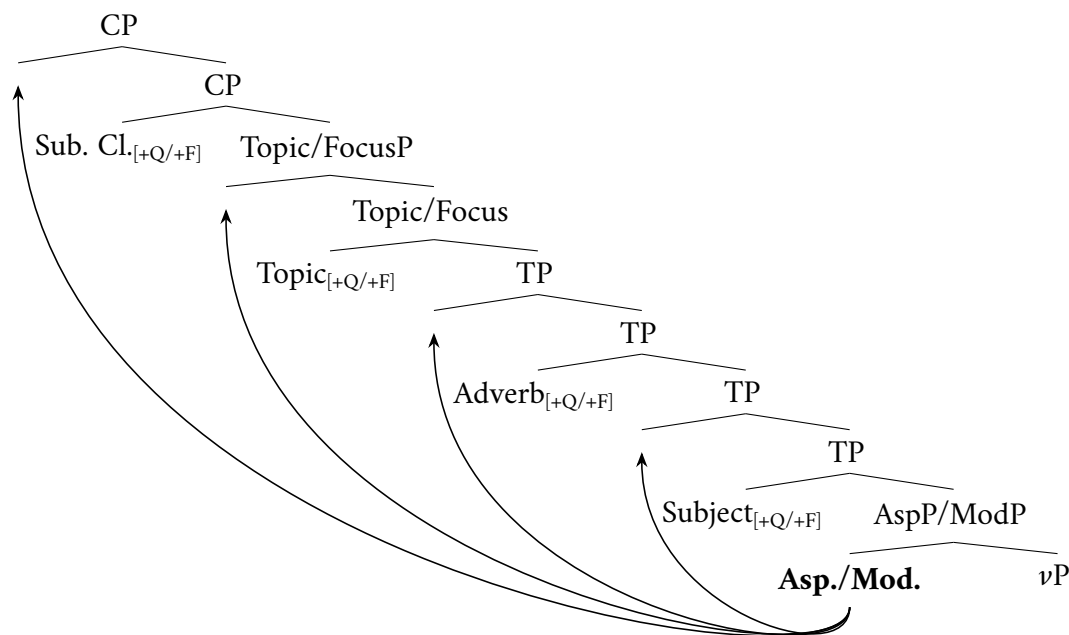 CP
CP
Sub. Cl.[+Q/+F] Topic/FocusP
Topic/Focus
Topic[+Q/+F] TP
TP
Adverb[+Q/+F] TP
TP
Subject[+Q/+F] AspP/ModP
Asp./Mod. vP